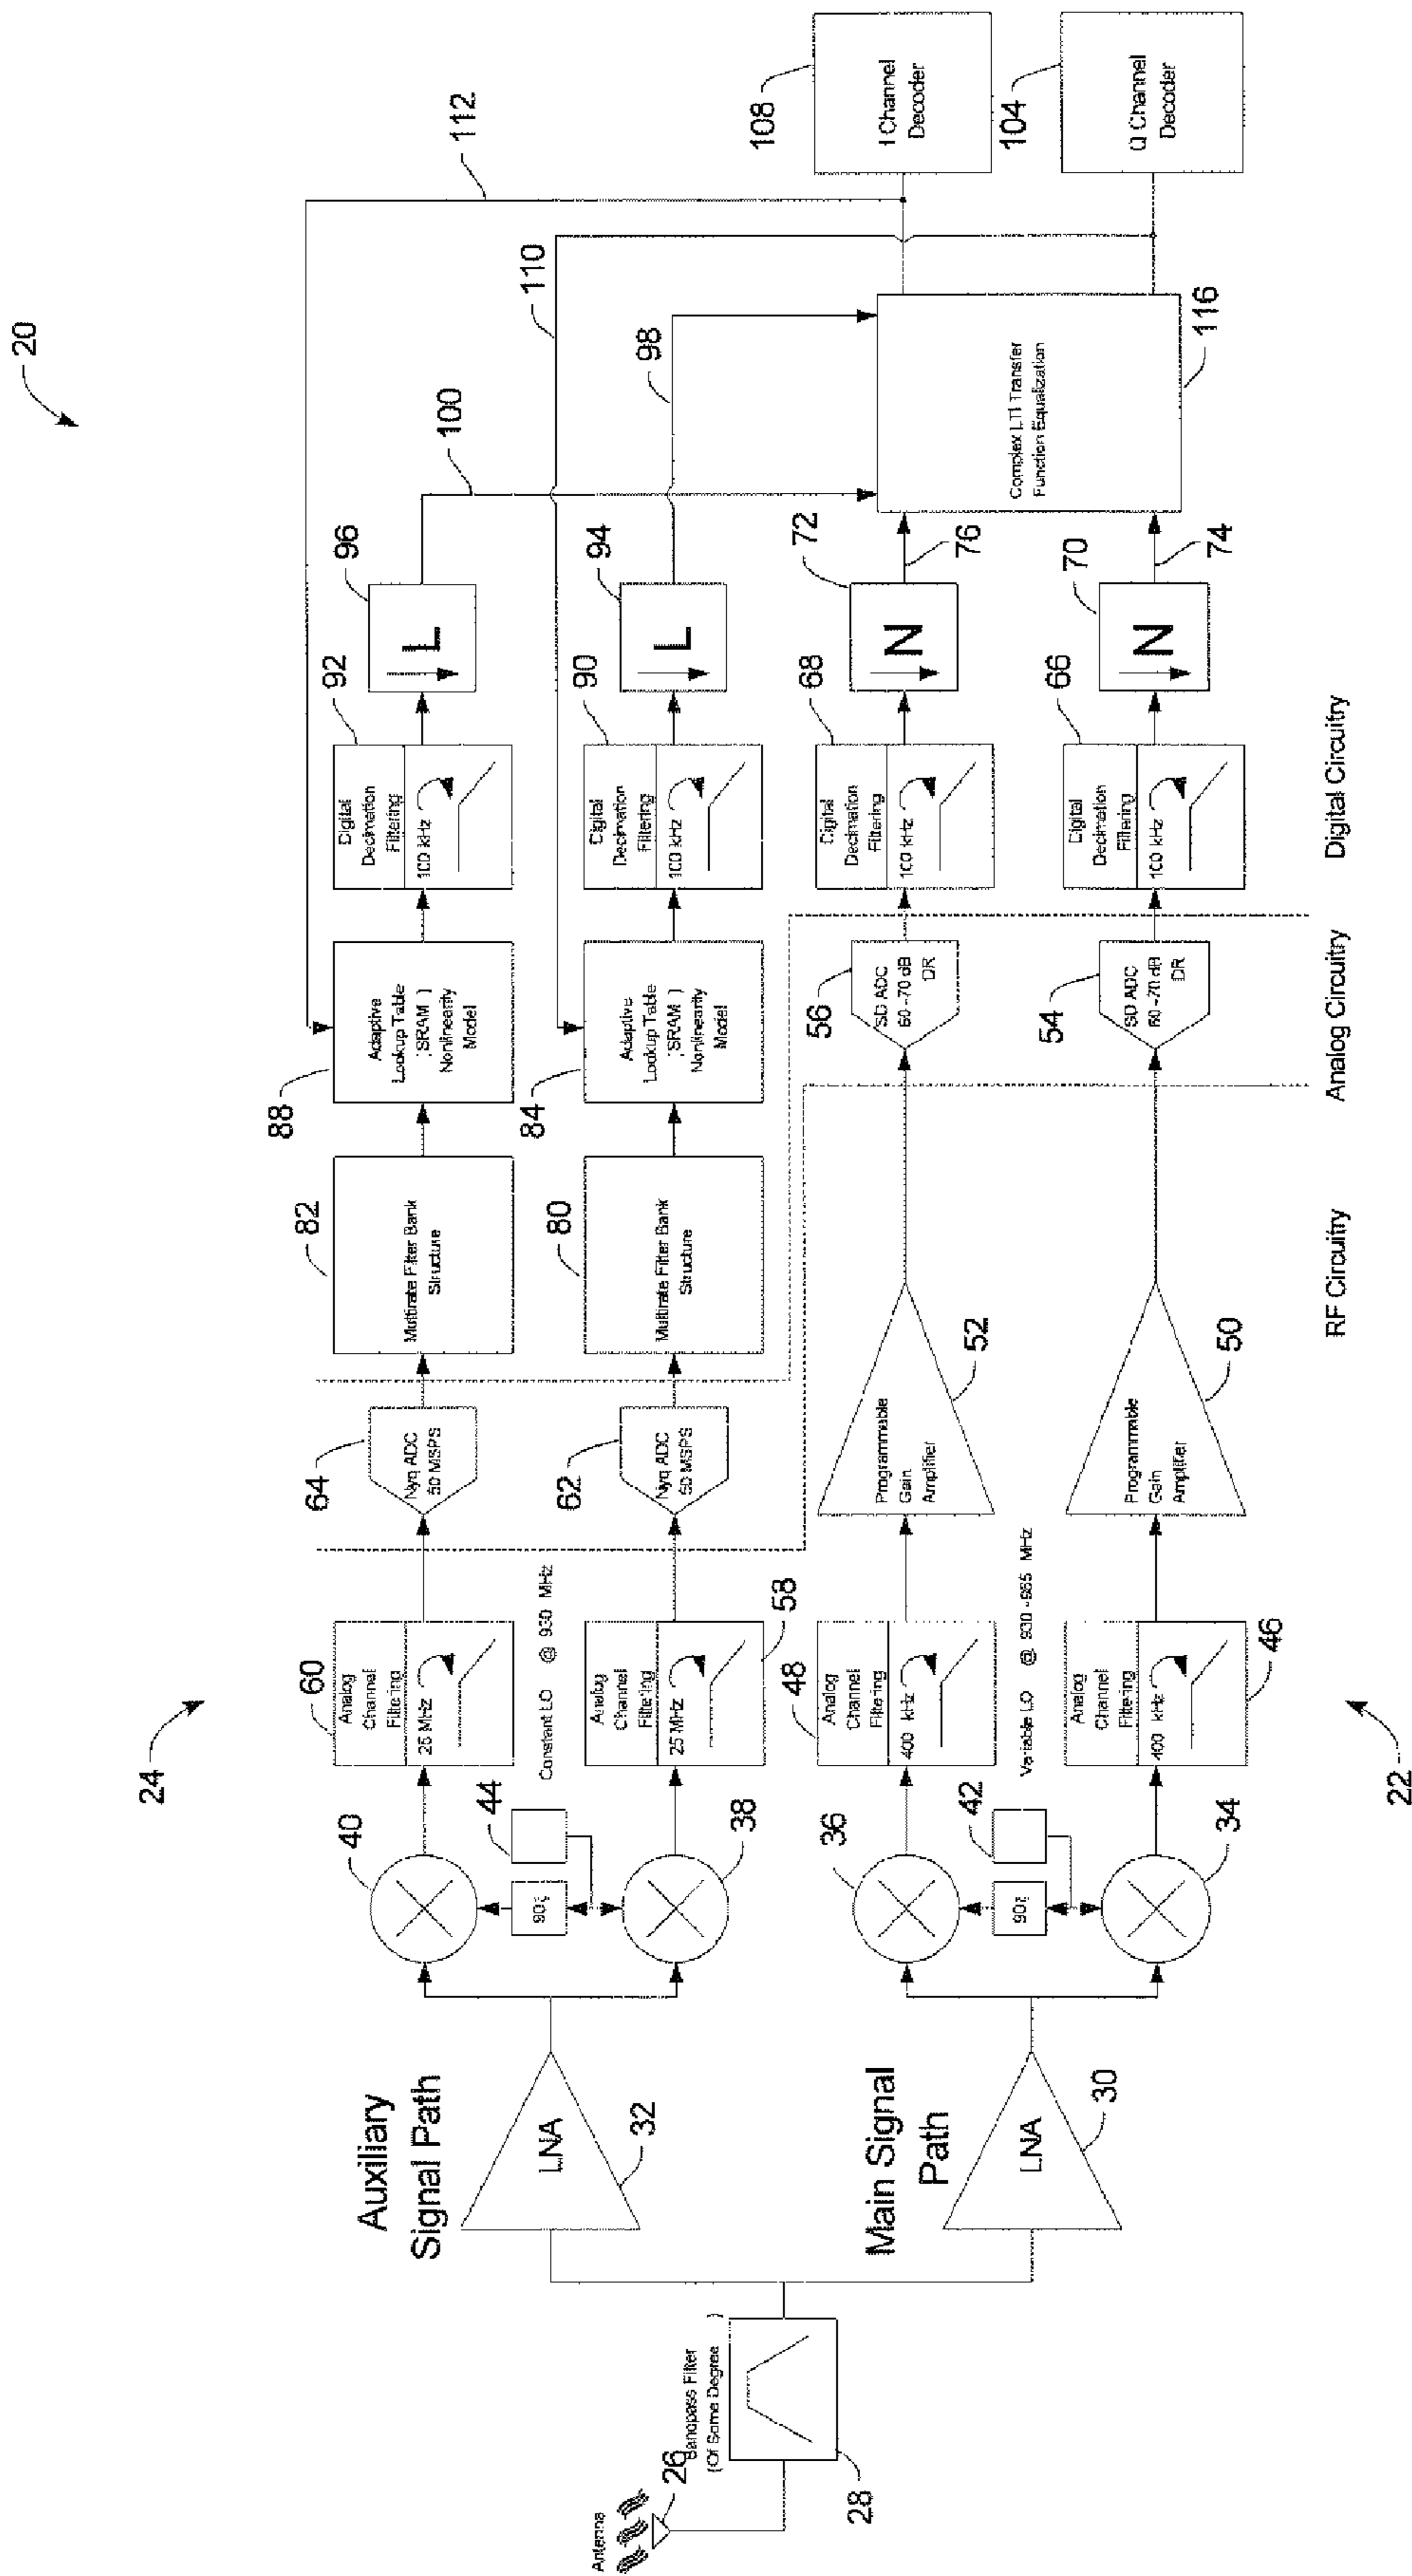 20
24
22
Antenna
26
Bandpass Filter
(Of Some Degree )
28
Auxiliary
Signal Path
LNA
32
Main Signal
Path
LNA
30
40
44
90º
38
Constant LO @ 930 MHz
36
42
90º
34
Variable LO @ 930 -955 MHz
60
Analog
Channel
Filtering
25 MHz
Analog
Channel
Filtering
25 MHz
58
48
Analog
Channel
Filtering
400 kHz
Analog
Channel
Filtering
400 kHz
46
64
Nyq ADC
50 MSPS
62
Nyq ADC
50 MSPS
Programmable
Gain
Amplifier
52
Programmable
Gain
Amplifier
50
82
Multirate Filter Bank
Structure
80
Multirate Filter Bank
Structure
88
Adaptive
Lookup Table
(SRAM )
Nonlinearity
Model
84
Adaptive
Lookup Table
(SRAM )
Nonlinearity
Model
56
SD ADC
60 -70 dB
DR
54
SD ADC
60 -70 dB
DR
92
Digital
Decimation
Filtering
100 kHz
90
Digital
Decimation
Filtering
100 kHz
68
Digital
Decimation
Filtering
100 kHz
66
Digital
Decimation
Filtering
100 kHz
96
L
94
L
72
N
76
70
N
74
100
98
110
112
Complex LTI Transfer
Function Equalization
116
108
I Channel
Decoder
104
Q Channel
Decoder
RF Circuitry
Analog Circuitry
Digital Circuitry